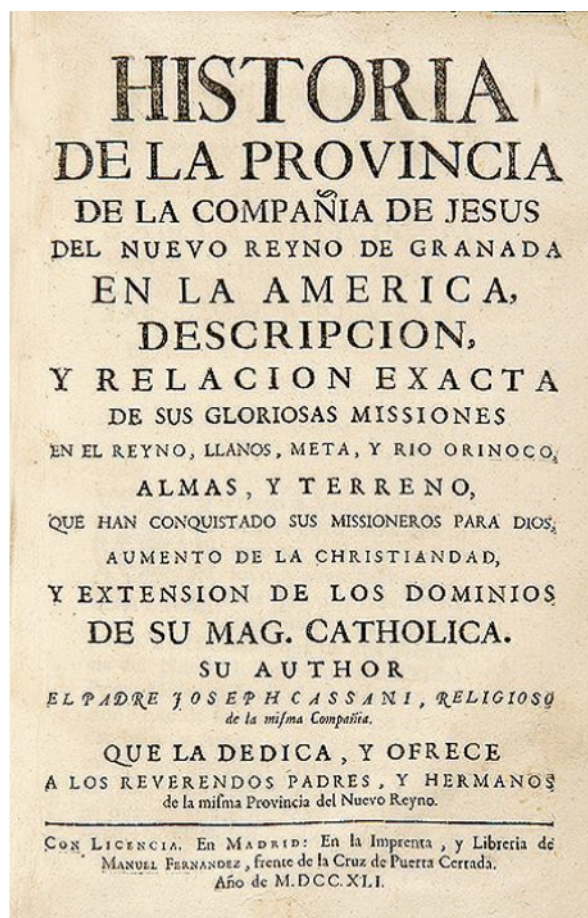 HISTORIA
DE LA PROVINCIA
DE LA COMPAÑIA DE JESUS
DEL NUEVO REYNO DE GRANADA
EN LA AMERICA,
DESCRIPCION,
Y RELACION EXACTA
DE SUS GLORIOSAS MISSIONES
EN EL REYNO, LLANOS, META, Y RIO ORINOCO,
ALMAS, Y TERRENO,
QUE HAN CONQUISTADO SUS MISSIONEROS PARA DIOS,
AUMENTO DE LA CHRISTIANDAD,
Y EXTENSION DE LOS DOMINIOS
DE SU MAG. CATHOLICA.
SU AUTHOR
EL PADRE JOSEPH CASSANI, RELIGIOSO
de la miſma Compañia.
QUE LA DEDICA, Y OFRECE
A LOS REVERENDOS PADRES, Y HERMANOS
de la miſma Provincia del Nuevo Reyno.
CON LICENCIA. En MADRID: En la Imprenta, y Libreria de
MANUEL FERNANDEZ, frente de la Cruz de Puerta Cerrada.
Año de M.DCC.XLI.